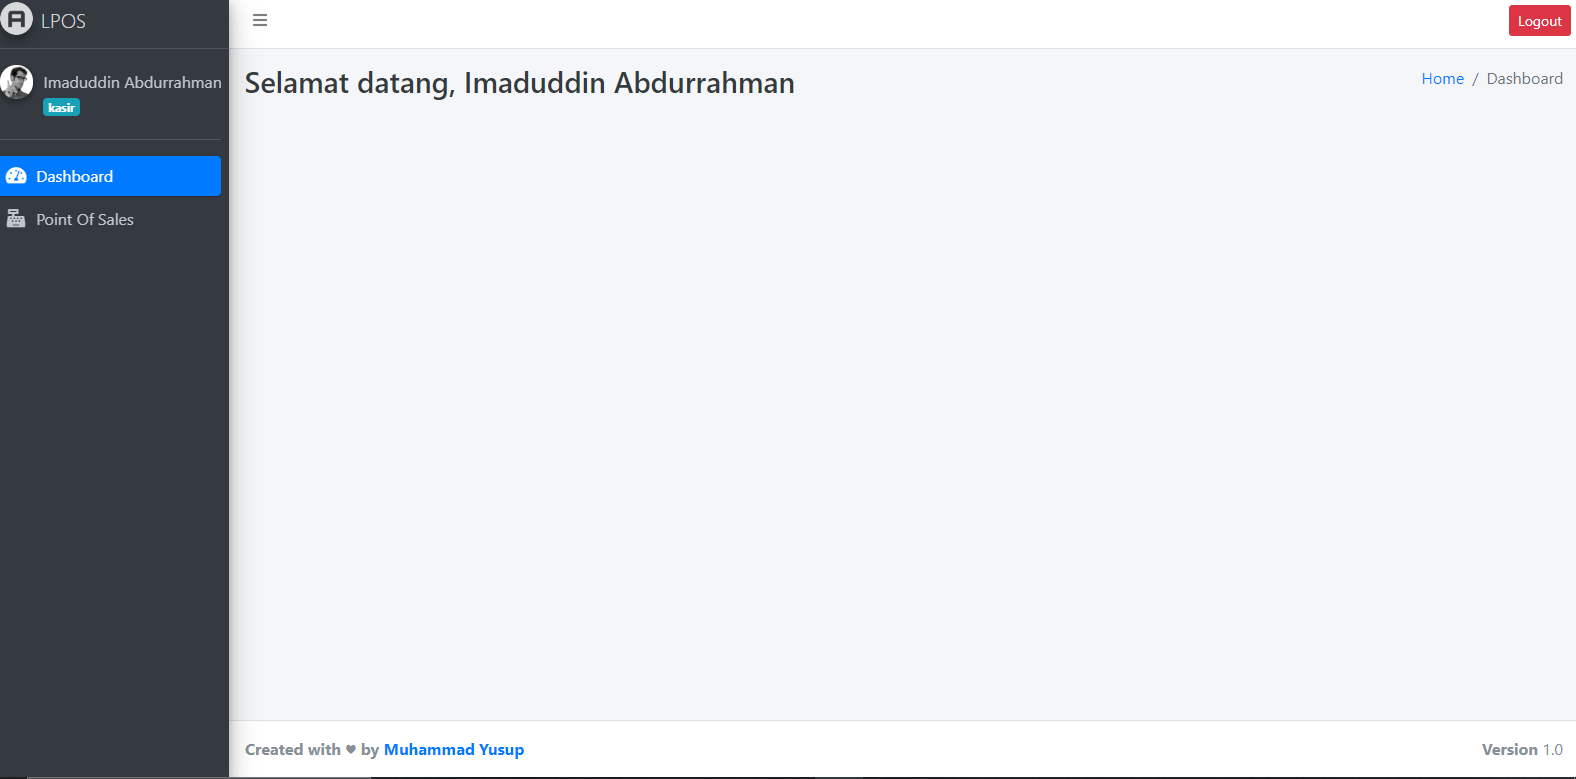 LPOS
Logout
Imaduddin Abdurrahman
kasir
Selamat datang, Imaduddin Abdurrahman
Home / Dashboard
Dashboard
Point Of Sales
Created with ♥ by Muhammad Yusup
Version 1.0